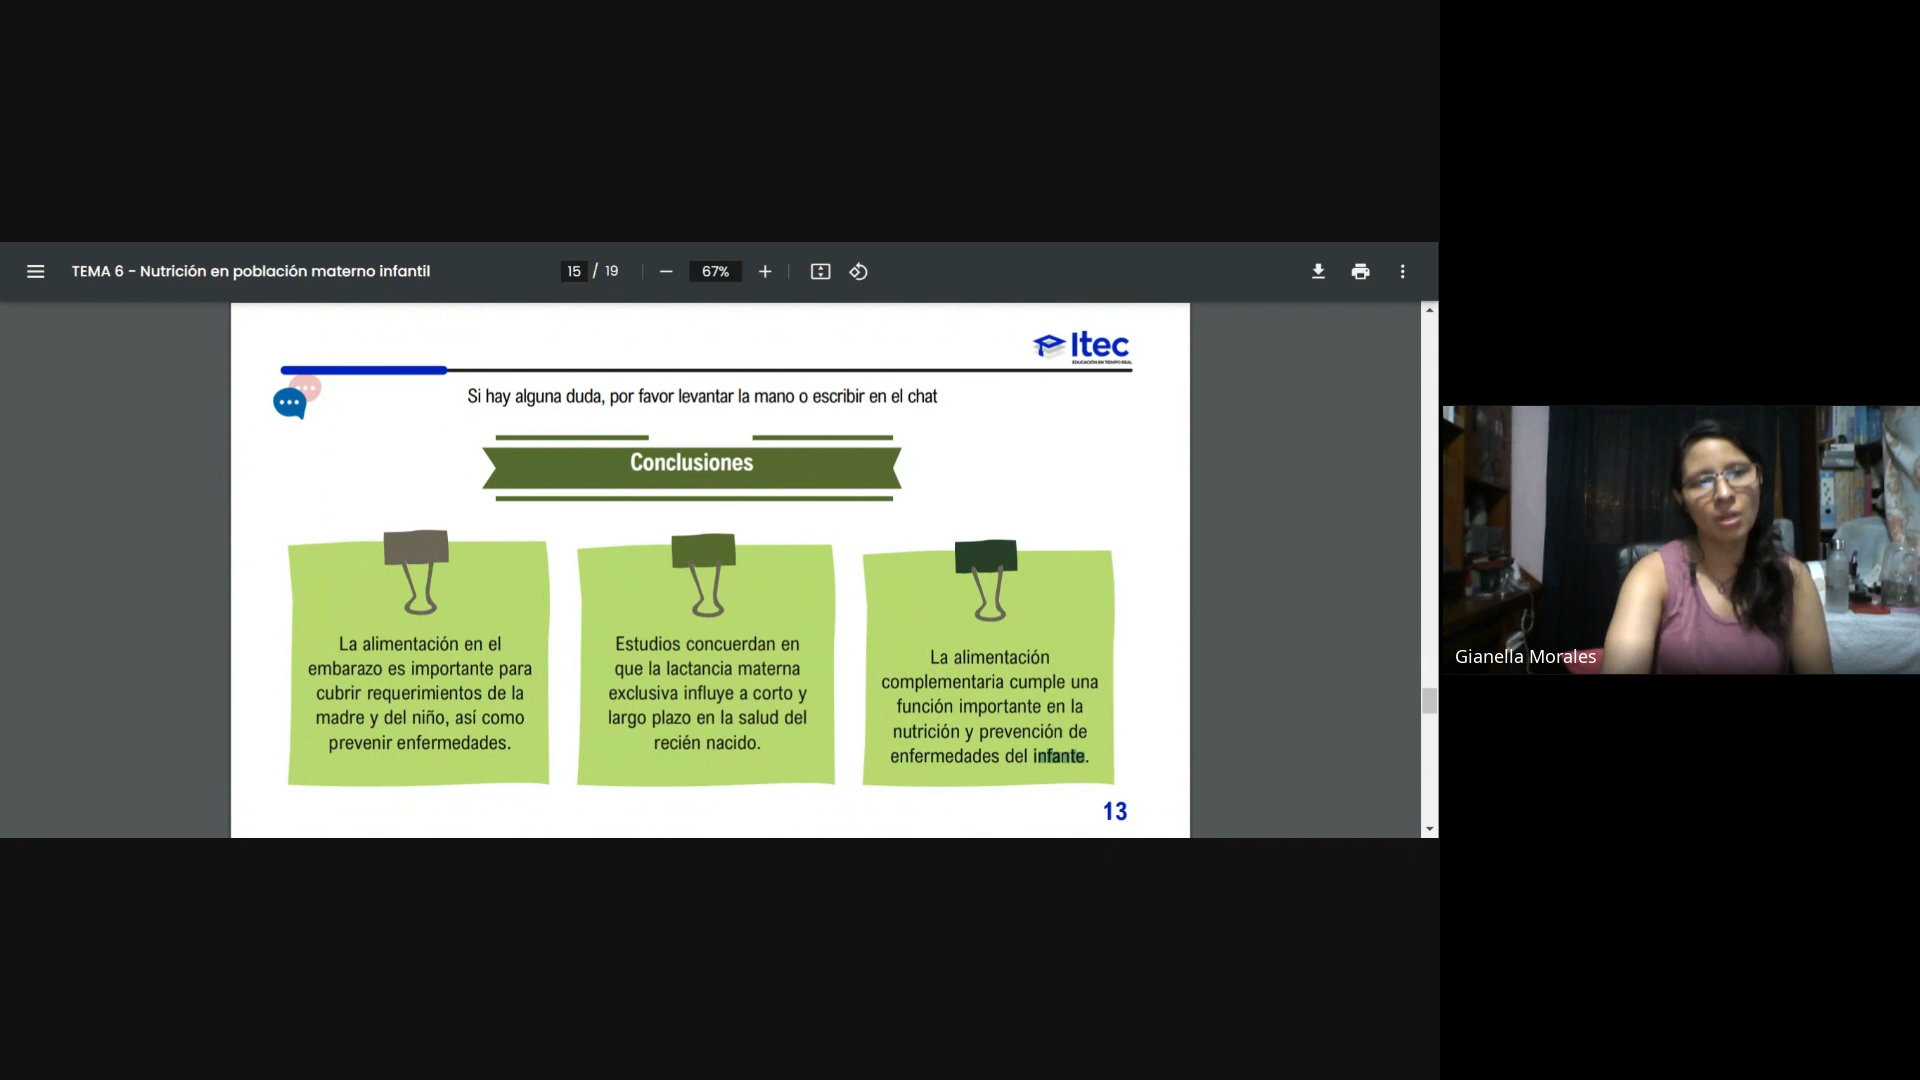 TEMA 6 - Nutrición en población materno infantil
15 / 19
67%
Itec
EDUCACIÓN EN TIEMPO REAL
Si hay alguna duda, por favor levantar la mano o escribir en el chat
Conclusiones
La alimentación en el
embarazo es importante para
cubrir requerimientos de la
madre y del niño, así como
prevenir enfermedades.
Estudios concuerdan en
que la lactancia materna
exclusiva influye a corto y
largo plazo en la salud del
recién nacido.
La alimentación
complementaria cumple una
función importante en la
nutrición y prevención de
enfermedades del infante.
13
Gianella Morales